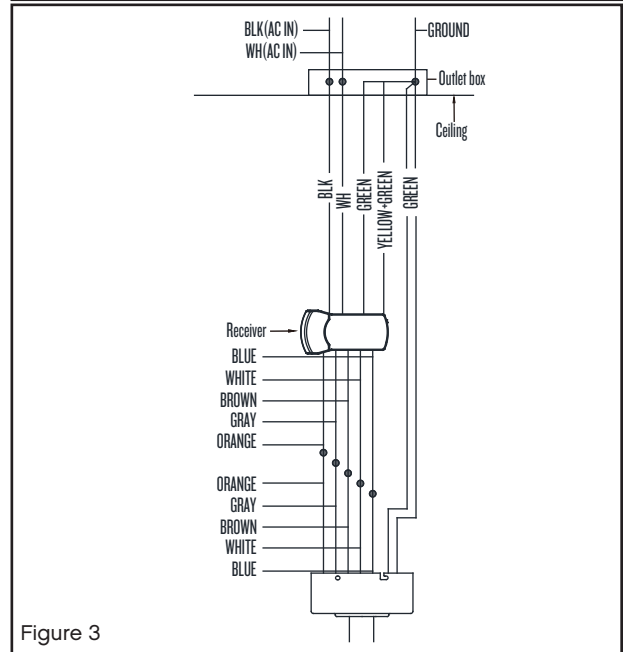 BLK(AC IN)
GROUND
WH(AC IN)
Outlet box
Ceiling
BLK
WH
GREEN
YELLOW+GREEN
GREEN
Receiver
BLUE
WHITE
BROWN
GRAY
ORANGE
ORANGE
GRAY
BROWN
WHITE
BLUE
Figure 3